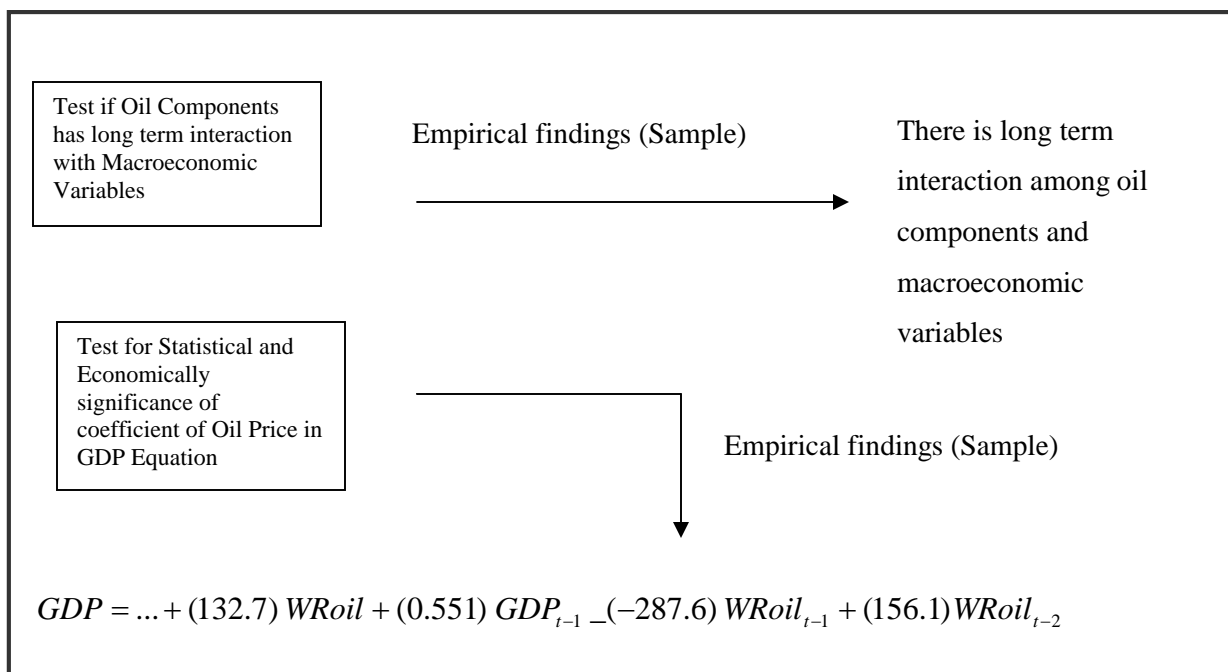 Test if Oil Components
has long term interaction
with Macroeconomic
Variables
Empirical findings (Sample)
There is long term
interaction among oil
components and
macroeconomic
variables
Test for Statistical and
Economically
significance of
coefficient of Oil Price in
GDP Equation
Empirical findings (Sample)
GDP = ... + (132.7) WRoil + (0.551) GDP_{t-1} _(-287.6) WRoil_{t-1} + (156.1) WRoil_{t-2}